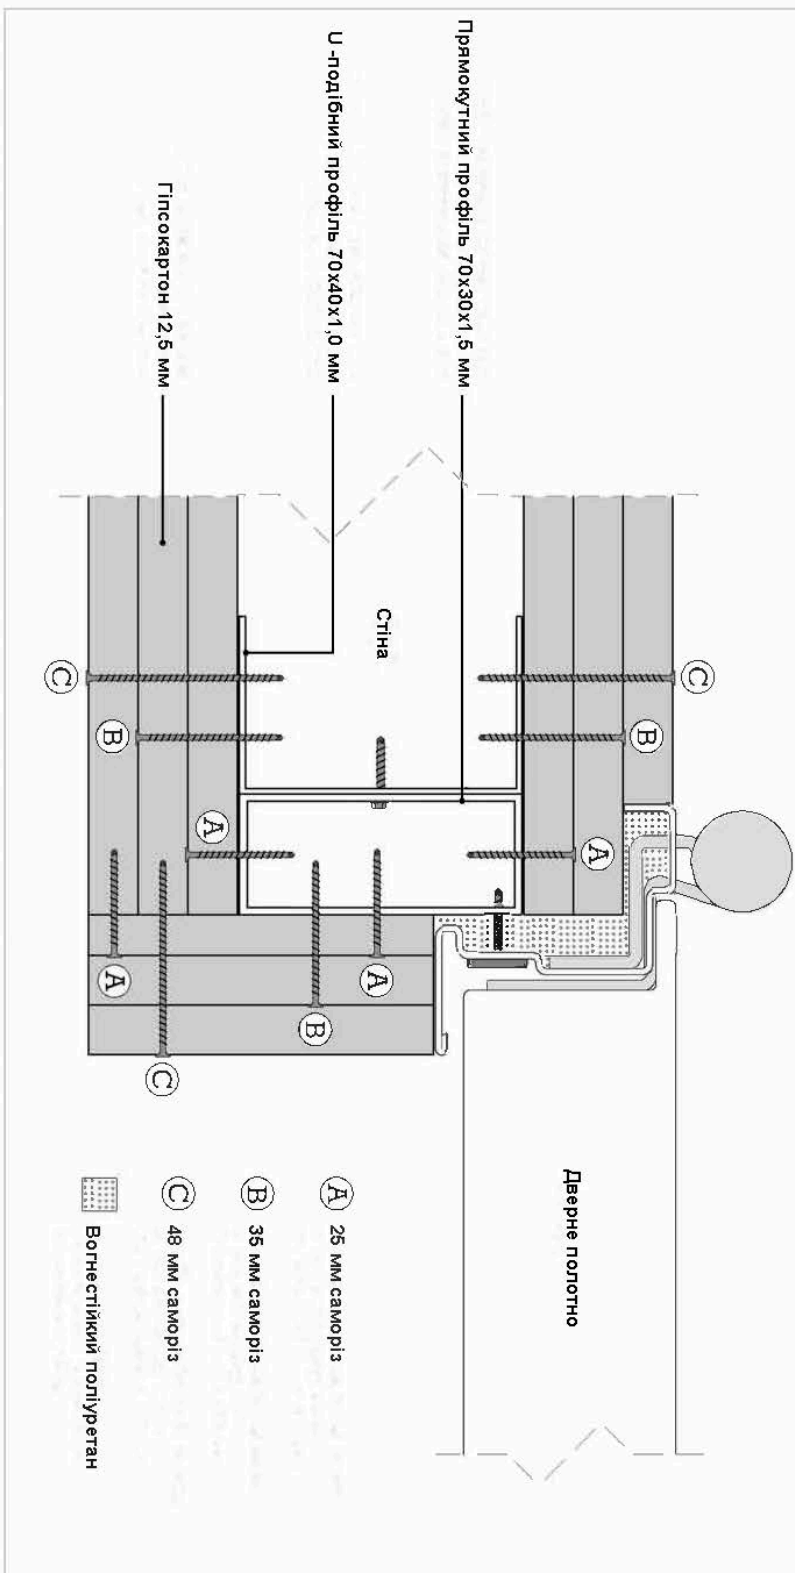 Прямокутний профіль 70х30х1,5 мм
U -подібний профіль 70х40х1,0 мм
Гіпсокартон 12,5 мм
Стіна
C
C
B
B
A
A
A
A
B
C
Дверне полотно
A 25 мм саморіз
B 35 мм саморіз
C 48 мм саморіз
Вогнестійкий поліуретан